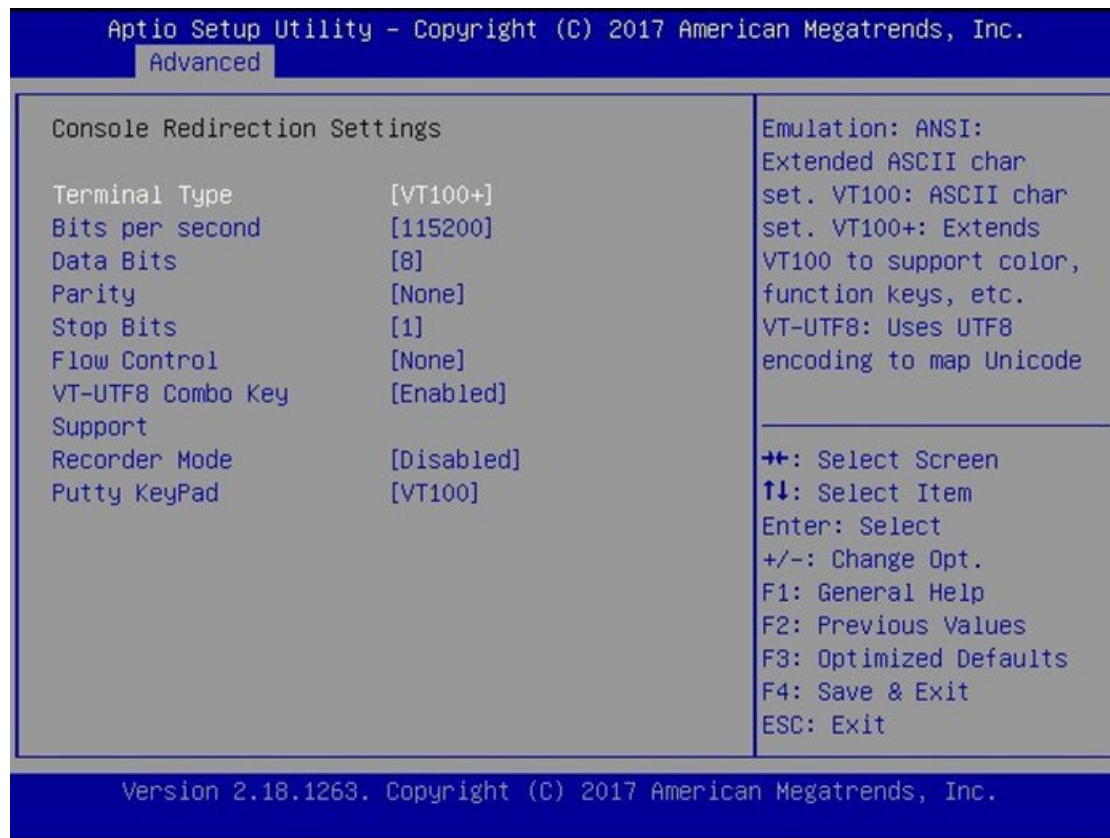 Aptio Setup Utility – Copyright (C) 2017 American Megatrends, Inc.
Advanced
Console Redirection Settings
Terminal Type [VT100+]
Bits per second [115200]
Data Bits [8]
Parity [None]
Stop Bits [1]
Flow Control [None]
VT-UTF8 Combo Key [Enabled]
Support
Recorder Mode [Disabled]
Putty KeyPad [VT100]
Emulation: ANSI:
Extended ASCII char
set. VT100: ASCII char
set. VT100+: Extends
VT100 to support color,
function keys, etc.
VT-UTF8: Uses UTF8
encoding to map Unicode
→←: Select Screen
↑↓: Select Item
Enter: Select
+/-: Change Opt.
F1: General Help
F2: Previous Values
F3: Optimized Defaults
F4: Save & Exit
ESC: Exit
Version 2.18.1263. Copyright (C) 2017 American Megatrends, Inc.